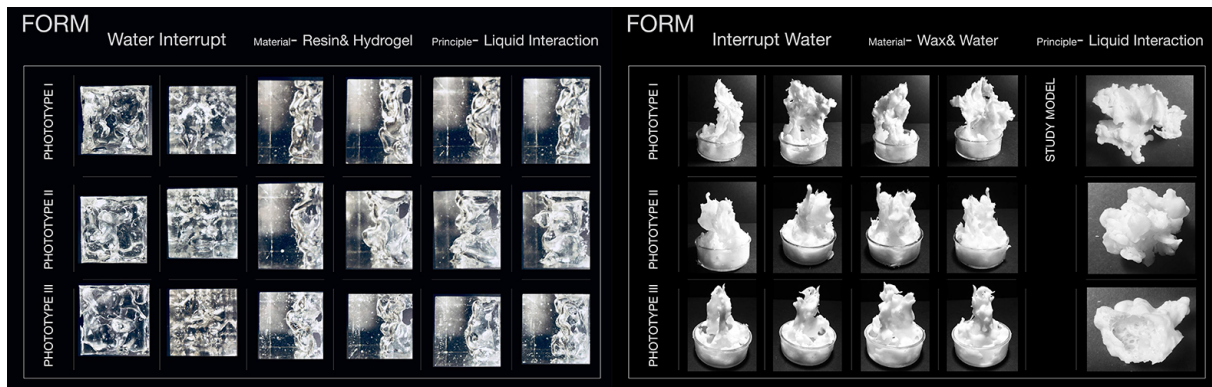 FORM
Water Interrupt
Material- Resin& Hydrogel
Principle- Liquid Interaction
PHOTOTYPE I
PHOTOTYPE II
PHOTOTYPE III
FORM
Interrupt Water
Material- Wax& Water
Principle- Liquid Interaction
PHOTOTYPE I
STUDY MODEL
PHOTOTYPE II
PHOTOTYPE III